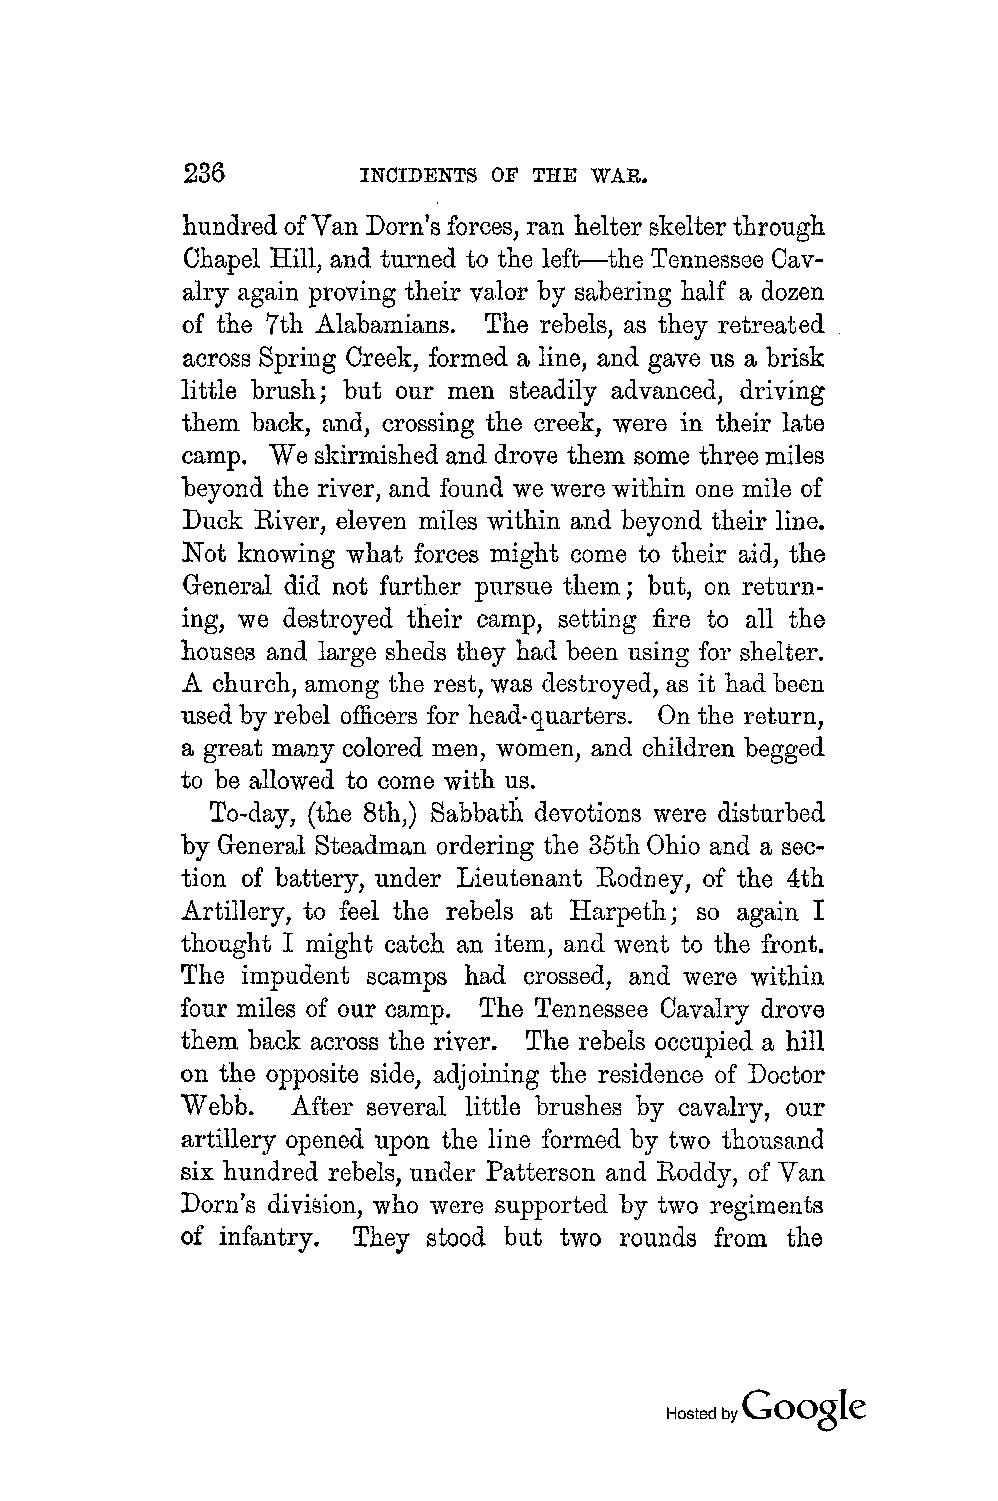 236 INCIDENTS OF THE WAR.
hundred of Van Dorn's forces, ran helter skelter through
Chapel Hill, and turned to the left—the Tennessee Cav-
alry again proving their valor by sabering half a dozen
of the 7th Alabamians. The rebels, as they retreated
across Spring Creek, formed a line, and gave us a brisk
little brush; but our men steadily advanced, driving
them back, and, crossing the creek, were in their late
camp. We skirmished and drove them some three miles
beyond the river, and found we were within one mile of
Duck River, eleven miles within and beyond their line.
Not knowing what forces might come to their aid, the
General did not further pursue them; but, on return-
ing, we destroyed their camp, setting fire to all the
houses and large sheds they had been using for shelter.
A church, among the rest, was destroyed, as it had been
used by rebel officers for head-quarters. On the return,
a great many colored men, women, and children begged
to be allowed to come with us.
To-day, (the 8th,) Sabbath devotions were disturbed
by General Steadman ordering the 35th Ohio and a sec-
tion of battery, under Lieutenant Rodney, of the 4th
Artillery, to feel the rebels at Harpeth; so again I
thought I might catch an item, and went to the front.
The impudent scamps had crossed, and were within
four miles of our camp. The Tennessee Cavalry drove
them back across the river. The rebels occupied a hill
on the opposite side, adjoining the residence of Doctor
Webb. After several little brushes by cavalry, our
artillery opened upon the line formed by two thousand
six hundred rebels, under Patterson and Roddy, of Van
Dorn's division, who were supported by two regiments
of infantry. They stood but two rounds from the
Hosted by Google